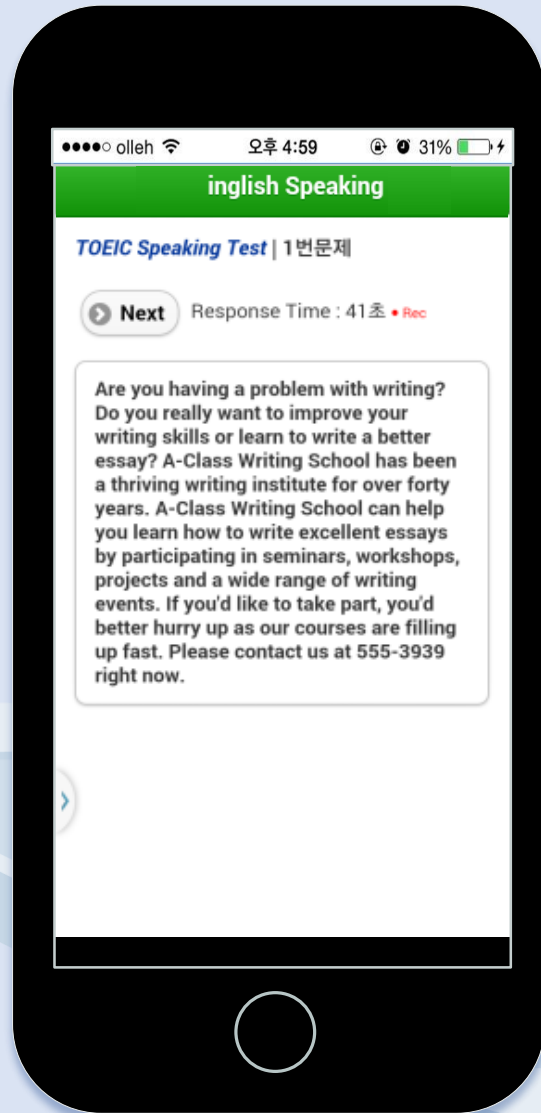 olleh 오후 4:59 31%
inglish Speaking
TOEIC Speaking Test | 1번문제
Next Response Time : 41초 • Rec
Are you having a problem with writing?
Do you really want to improve your
writing skills or learn to write a better
essay? A-Class Writing School has been
a thriving writing institute for over forty
years. A-Class Writing School can help
you learn how to write excellent essays
by participating in seminars, workshops,
projects and a wide range of writing
events. If you'd like to take part, you'd
better hurry up as our courses are filling
up fast. Please contact us at 555-3939
right now.